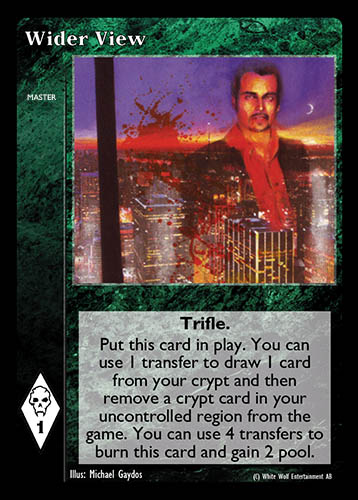 Wider View
MASTER
Trifle.
Put this card in play. You can
use 1 transfer to draw 1 card
from your crypt and then
remove a crypt card in your
uncontrolled region from the
game. You can use 4 transfers to
burn this card and gain 2 pool.
1
Illus: Michael Gaydos
(C) White Wolf Entertainment AB